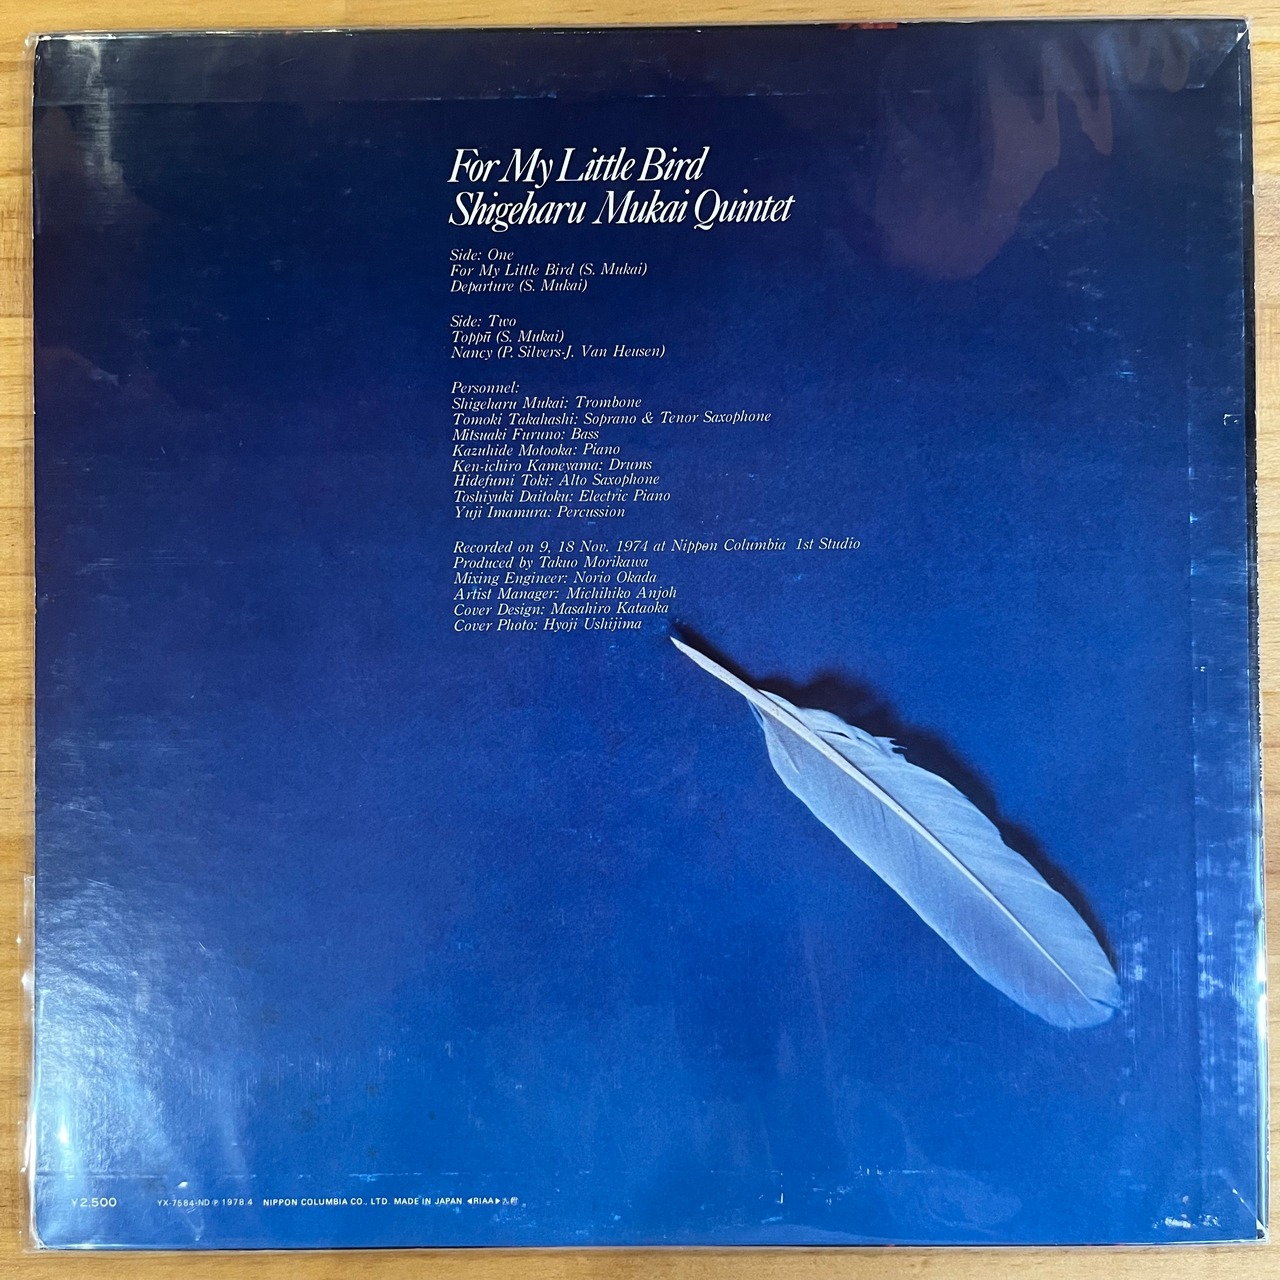 For My Little Bird
Shigeharu Mukai Quintet
Side: One
For My Little Bird (S. Mukai)
Departure (S. Mukai)
Side: Two
Toppū (S. Mukai)
Nancy (P. Silvers-J. Van Heusen)
Personnel:
Shigeharu Mukai: Trombone
Tomoki Takahashi: Soprano & Tenor Saxophone
Mitsuaki Furuno: Bass
Kazuhide Motooka: Piano
Ken-ichiro Kameyama: Drums
Hidefumi Toki: Alto Saxophone
Toshiyuki Daitoku: Electric Piano
Yuji Imamura: Percussion
Recorded on 9, 18 Nov. 1974 at Nippon Columbia 1st Studio
Produced by Takuo Morikawa
Mixing Engineer: Norio Okada
Artist Manager: Michihiko Anjoh
Cover Design: Masahiro Kataoka
Cover Photo: Hyoji Ushijima
¥2,500 YX-7584-ND Ⓟ 1978.4 NIPPON COLUMBIA CO., LTD. MADE IN JAPAN ◀RIAA▶